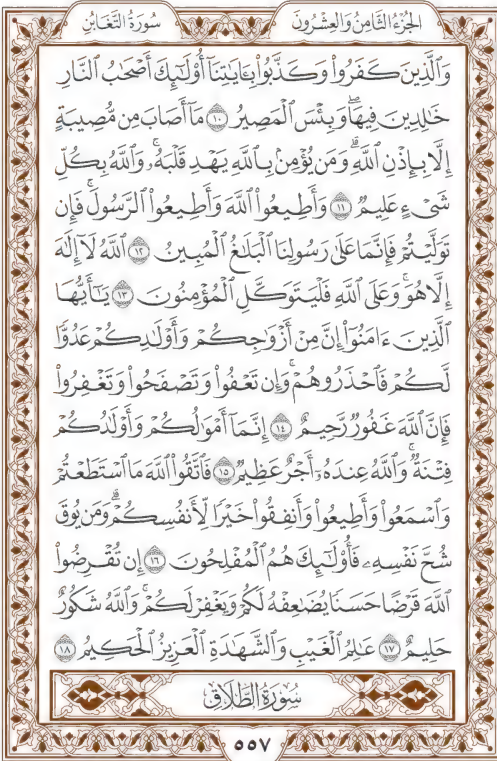 سُورَةُ التَّغَابُنِ
الجُزْءُ الثَّامِنُ وَالعِشْرُونَ
وَٱلَّذِينَ كَفَرُواْ وَكَذَّبُواْ بِـَٔايَٰتِنَآ أُوْلَٰٓئِكَ أَصْحَٰبُ ٱلنَّارِ
خَٰلِدِينَ فِيهَاۖ وَبِئْسَ ٱلْمَصِيرُ ١٠ مَآ أَصَابَ مِن مُّصِيبَةٍ
إِلَّا بِإِذْنِ ٱللَّهِۗ وَمَن يُؤْمِنۢ بِٱللَّهِ يَهْدِ قَلْبَهُۥۚ وَٱللَّهُ بِكُلِّ
شَىْءٍ عَلِيمٌ ١١ وَأَطِيعُواْ ٱللَّهَ وَأَطِيعُواْ ٱلرَّسُولَۚ فَإِن
تَوَلَّيْتُمْ فَإِنَّمَا عَلَىٰ رَسُولِنَا ٱلْبَلَٰغُ ٱلْمُبِينُ ١٢ ٱللَّهُ لَآ إِلَٰهَ
إِلَّا هُوَۚ وَعَلَى ٱللَّهِ فَلْيَتَوَكَّلِ ٱلْمُؤْمِنُونَ ١٣ يَٰٓأَيُّهَا
ٱلَّذِينَ ءَامَنُوٓاْ إِنَّ مِنْ أَزْوَٰجِكُمْ وَأَوْلَٰدِكُمْ عَدُوًّا
لَّكُمْ فَٱحْذَرُوهُمْۚ وَإِن تَعْفُواْ وَتَصْفَحُواْ وَتَغْفِرُواْ
فَإِنَّ ٱللَّهَ غَفُورٌ رَّحِيمٌ ١٤ إِنَّمَآ أَمْوَٰلُكُمْ وَأَوْلَٰدُكُمْ
فِتْنَةٌۚ وَٱللَّهُ عِندَهُۥٓ أَجْرٌ عَظِيمٌ ١٥ فَٱتَّقُواْ ٱللَّهَ مَا ٱسْتَطَعْتُمْ
وَٱسْمَعُواْ وَأَطِيعُواْ وَأَنفِقُواْ خَيْرًا لِّأَنفُسِكُمْۗ وَمَن يُوقَ
شُحَّ نَفْسِهِۦ فَأُوْلَٰٓئِكَ هُمُ ٱلْمُفْلِحُونَ ١٦ إِن تُقْرِضُواْ
ٱللَّهَ قَرْضًا حَسَنًا يُضَٰعِفْهُ لَكُمْ وَيَغْفِرْ لَكُمْۚ وَٱللَّهُ شَكُورٌ
حَلِيمٌ ١٧ عَٰلِمُ ٱلْغَيْبِ وَٱلشَّهَٰدَةِ ٱلْعَزِيزُ ٱلْحَكِيمُ ١٨
سُورَةُ الطَّلَاقِ
٥٥٧